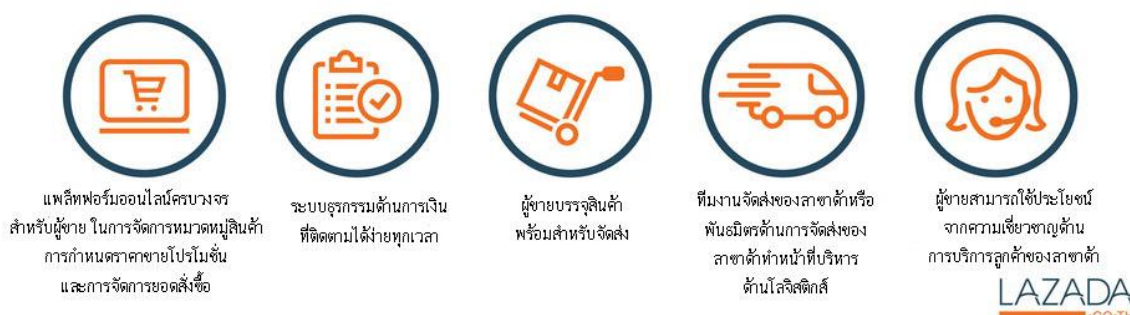 แพล็ทฟอร์มออนไลน์ครบวงจร
สำหรับผู้ขาย ในการจัดการหมวดหมู่สินค้า
การกำหนดราคาขายโปรโมชั่น
และการจัดการยอดสั่งซื้อ
ระบบธุรกรรมด้านการเงิน
ที่ติดตามได้ง่ายทุกเวลา
ผู้ขายบรรจุสินค้า
พร้อมสำหรับจัดส่ง
ทีมงานจัดส่งของลาซาด้าหรือ
พันธมิตรด้านการจัดส่งของ
ลาซาด้าทำหน้าที่บริหาร
ด้านโลจิสติกส์
ผู้ขายสามารถใช้ประโยชน์
จากความเชี่ยวชาญด้าน
การบริการลูกค้าของลาซาด้า
LAZADA